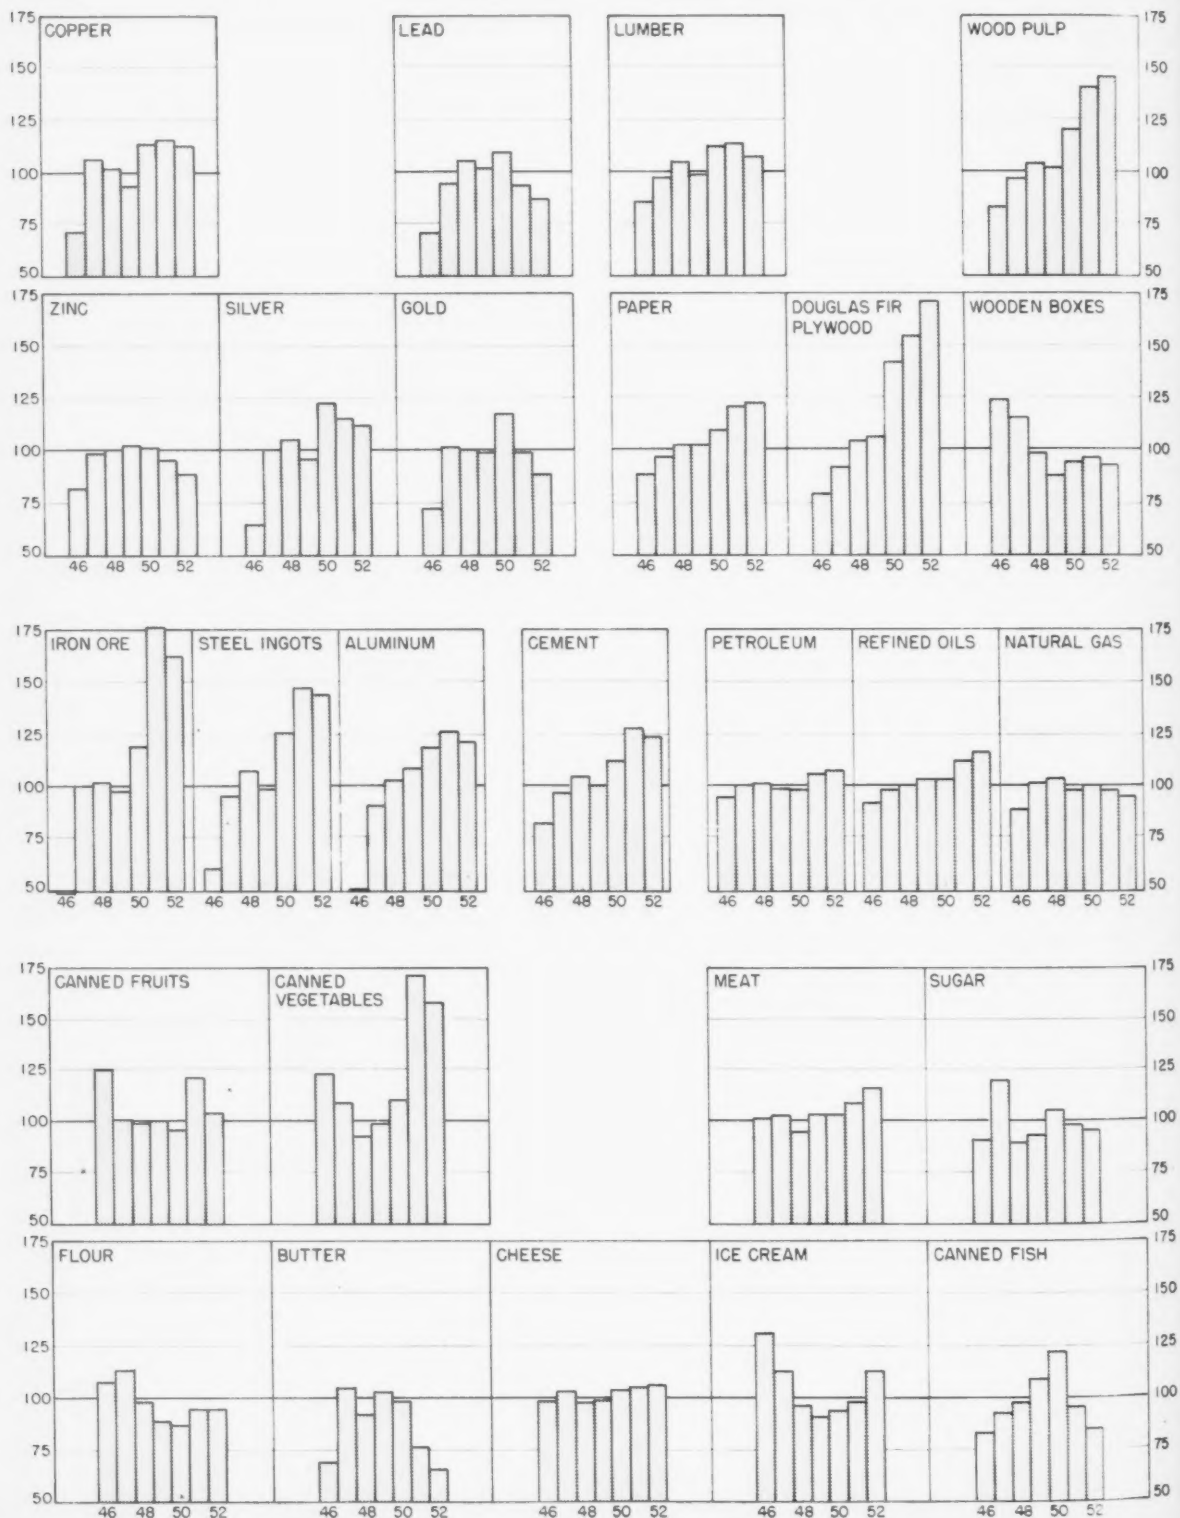 175 COPPER LEAD LUMBER WOOD PULP 175
150 150
125 125
100 100
75 75
50 50
175 ZINC SILVER GOLD PAPER DOUGLAS FIR WOODEN BOXES 175
PLYWOOD
150 150
125 125
100 100
75 75
50 50
46 48 50 52 46 48 50 52 46 48 50 52 46 48 50 52 46 48 50 52 46 48 50 52
175 IRON ORE STEEL INGOTS ALUMINUM CEMENT PETROLEUM REFINED OILS NATURAL GAS 175
150 150
125 125
100 100
75 75
50 50
46 48 50 52 46 48 50 52 46 48 50 52 46 48 50 52 46 48 50 52 46 48 50 52 46 48 50 52
175 CANNED FRUITS CANNED MEAT SUGAR 175
VEGETABLES
150 150
125 125
100 100
75 75
50 50
175 FLOUR BUTTER CHEESE ICE CREAM CANNED FISH 175
150 150
125 125
100 100
75 75
50 50
46 48 50 52 46 48 50 52 46 48 50 52 46 48 50 52 46 48 50 52